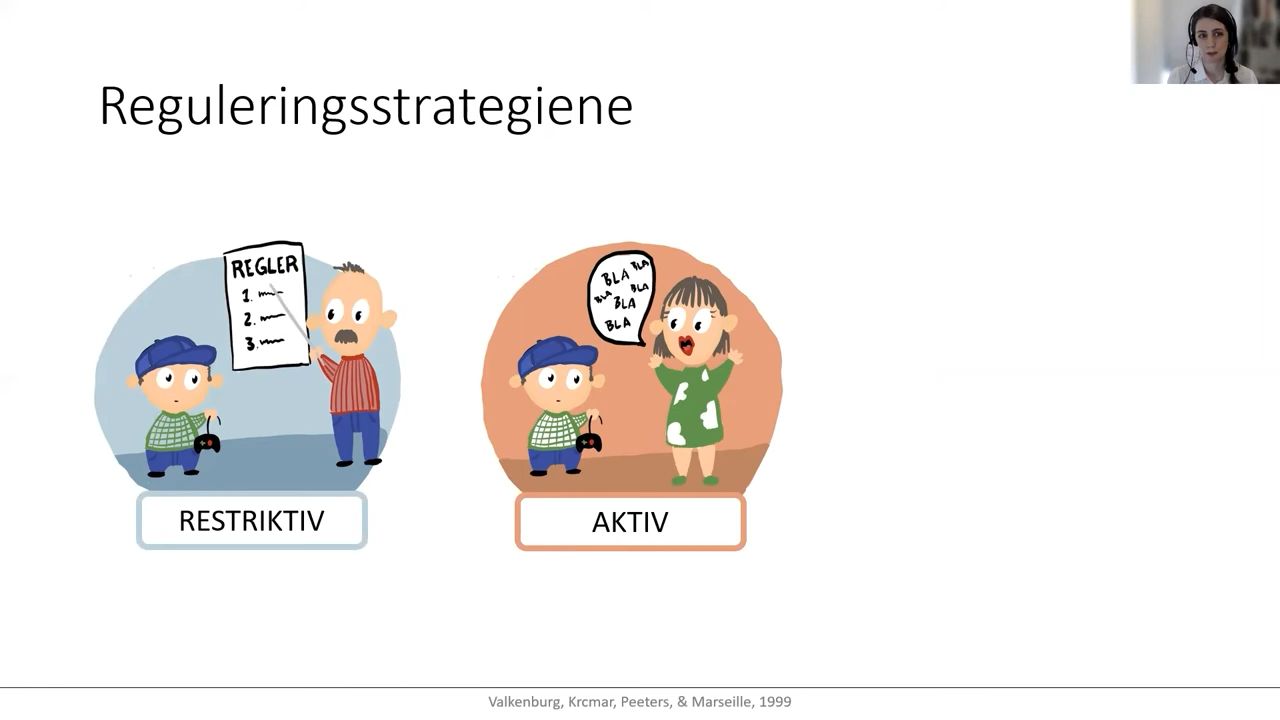 Reguleringsstrategiene
REGLER
1.
2.
3.
BLA BLA
BLA BLA
BLA
BLA
RESTRIKTIV
AKTIV
Valkenburg, Krcmar, Peeters, & Marseille, 1999